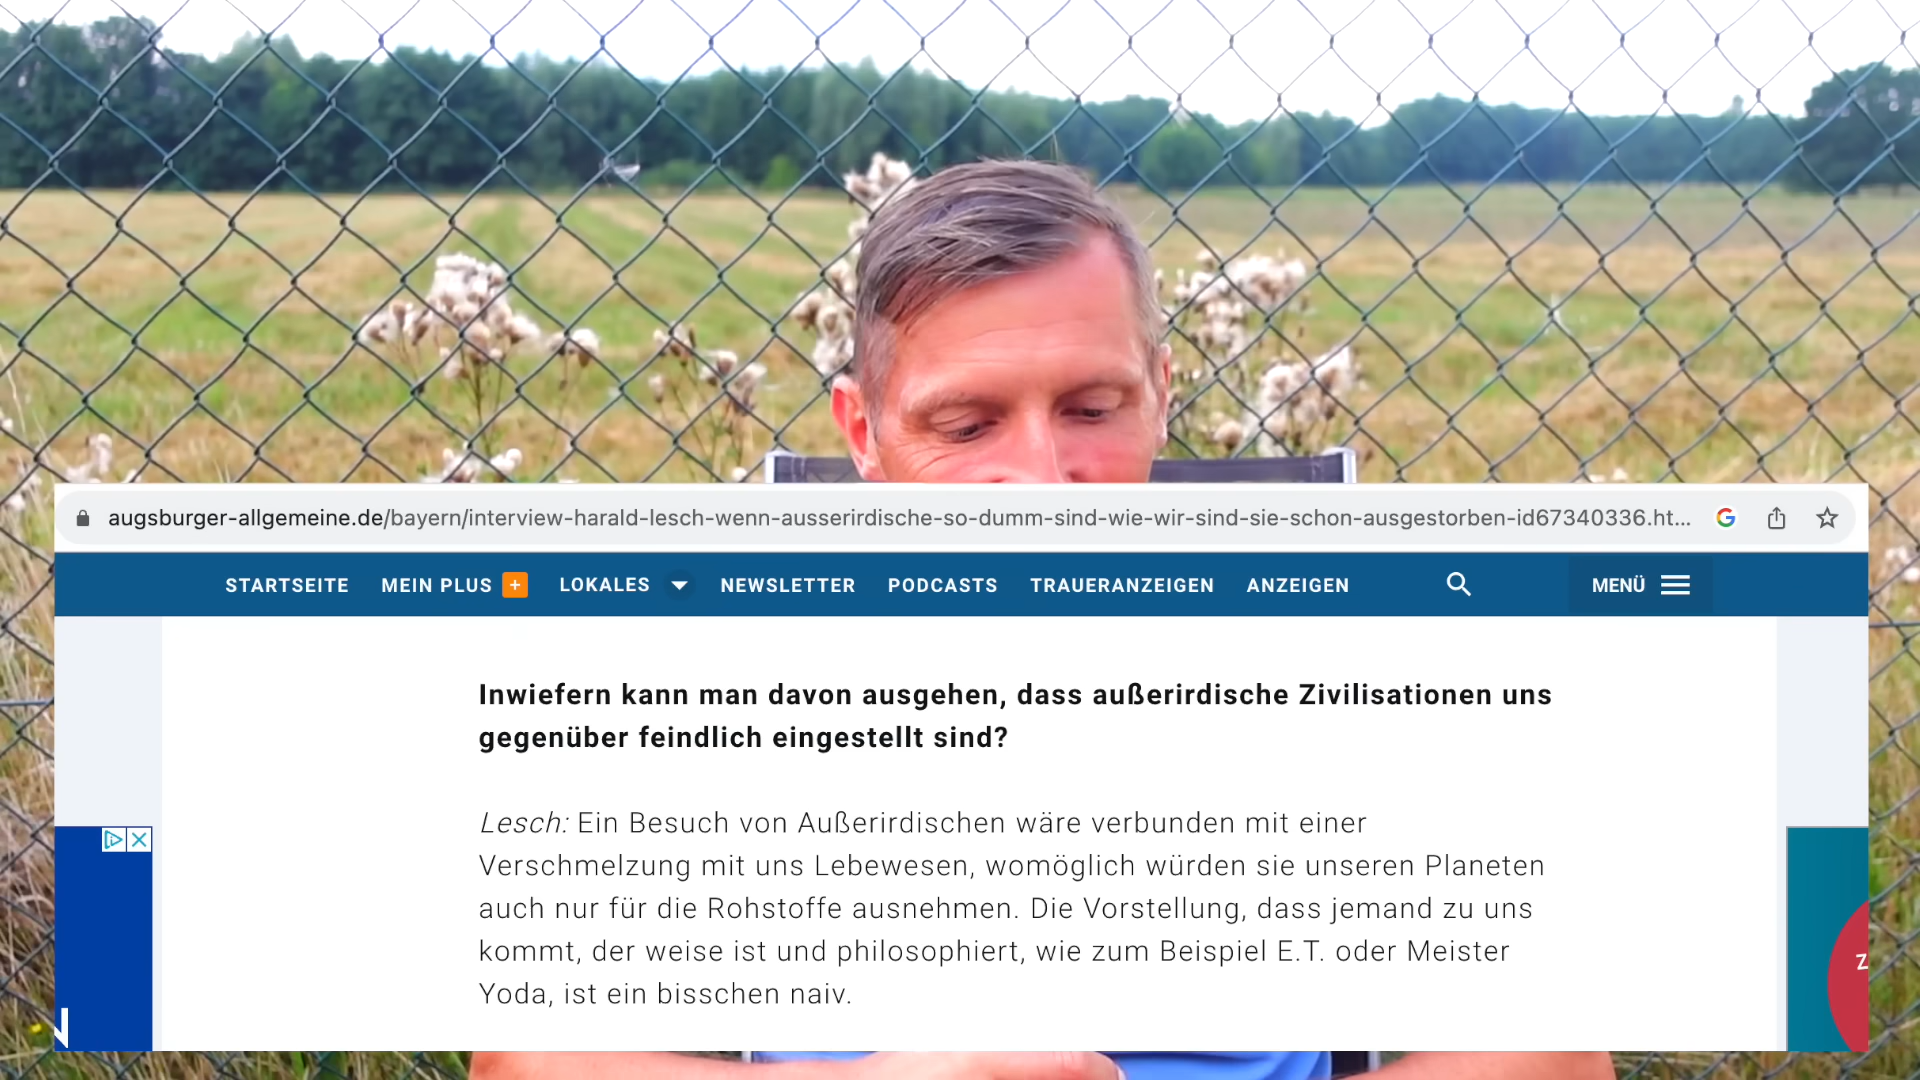 augsburger-allgemeine.de/bayern/interview-harald-lesch-wenn-ausserirdische-so-dumm-sind-wie-wir-sind-sie-schon-ausgestorben-id67340336.ht...
STARTSEITE MEIN PLUS + LOKALES NEWSLETTER PODCASTS TRAUERANZEIGEN ANZEIGEN MENÜ
Inwiefern kann man davon ausgehen, dass außerirdische Zivilisationen uns
gegenüber feindlich eingestellt sind?
Lesch: Ein Besuch von Außerirdischen wäre verbunden mit einer
Verschmelzung mit uns Lebewesen, womöglich würden sie unseren Planeten
auch nur für die Rohstoffe ausnehmen. Die Vorstellung, dass jemand zu uns
kommt, der weise ist und philosophiert, wie zum Beispiel E.T. oder Meister
Yoda, ist ein bisschen naiv.